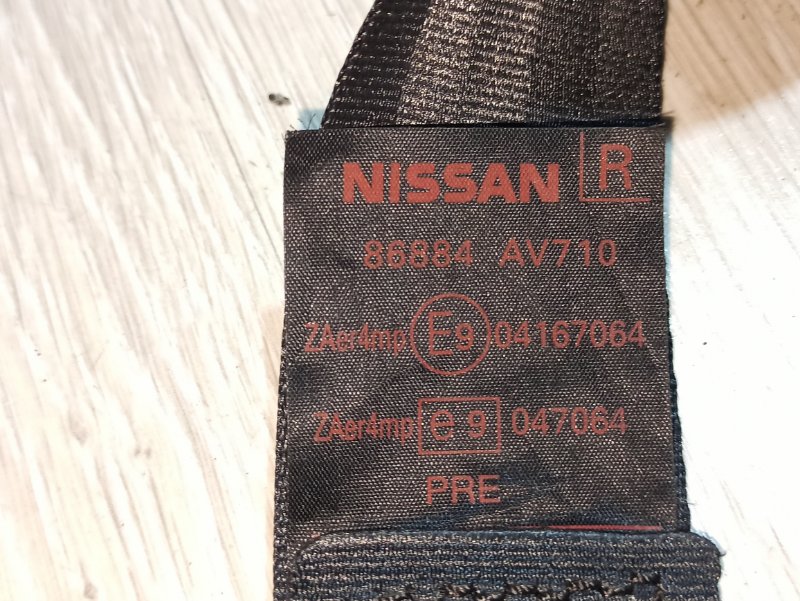 NISSAN R
86884 AV710
ZAer4mp E9 04167064
ZAer4mp e9 047064
PRE